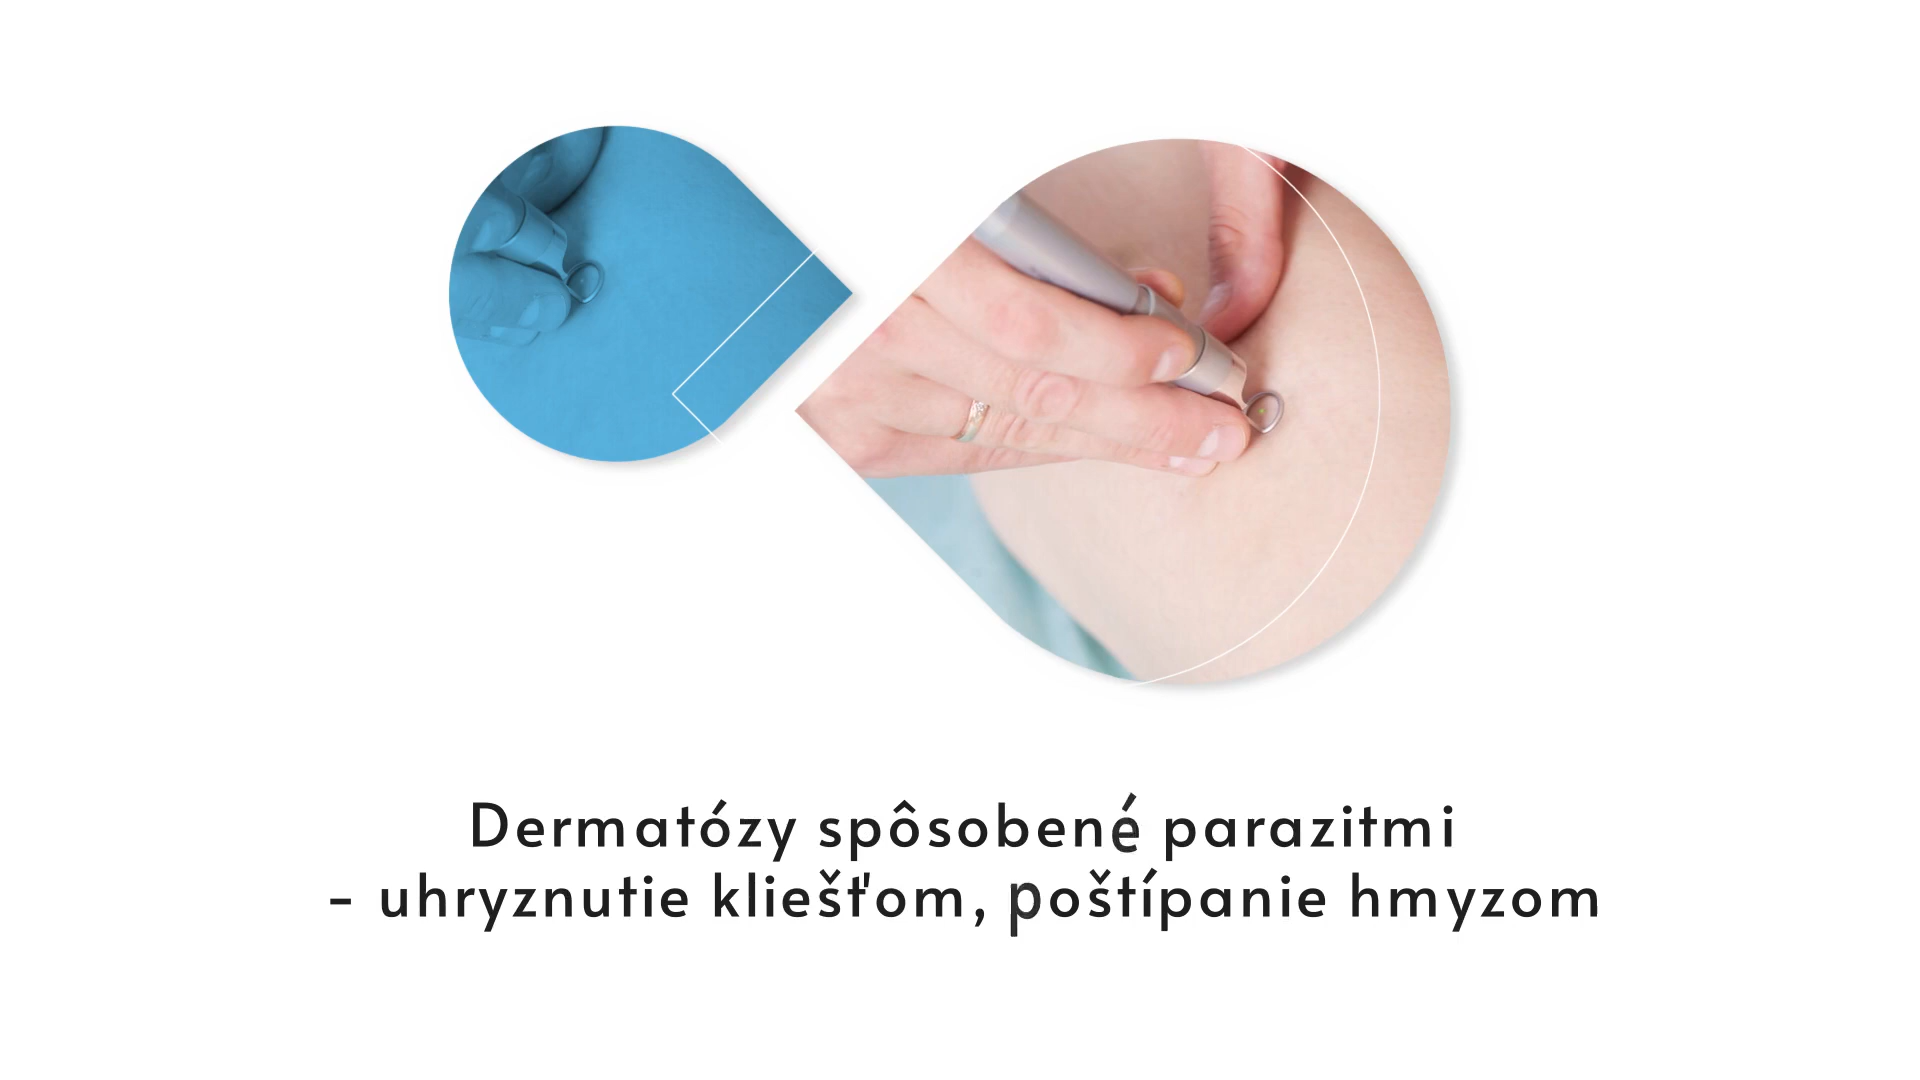 Dermatózy spôsobené parazitmi
- uhryznutie kliešťom, poštípanie hmyzom